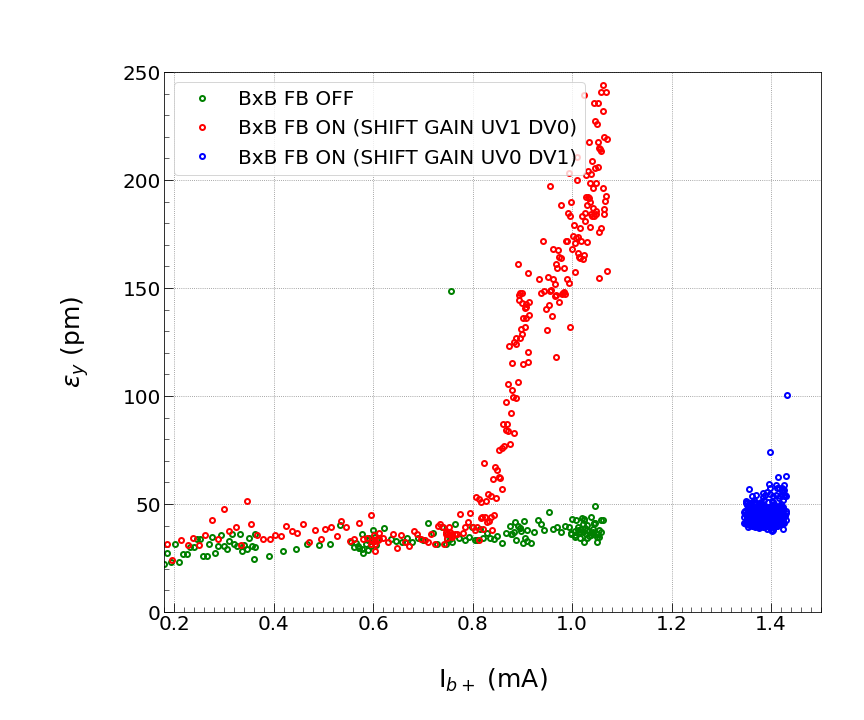 250
200
150
100
50
0
BxB FB OFF
BxB FB ON (SHIFT GAIN UV1 DV0)
BxB FB ON (SHIFT GAIN UV0 DV1)
εy (pm)
0.2 0.4 0.6 0.8 1.0 1.2 1.4
Ib+ (mA)